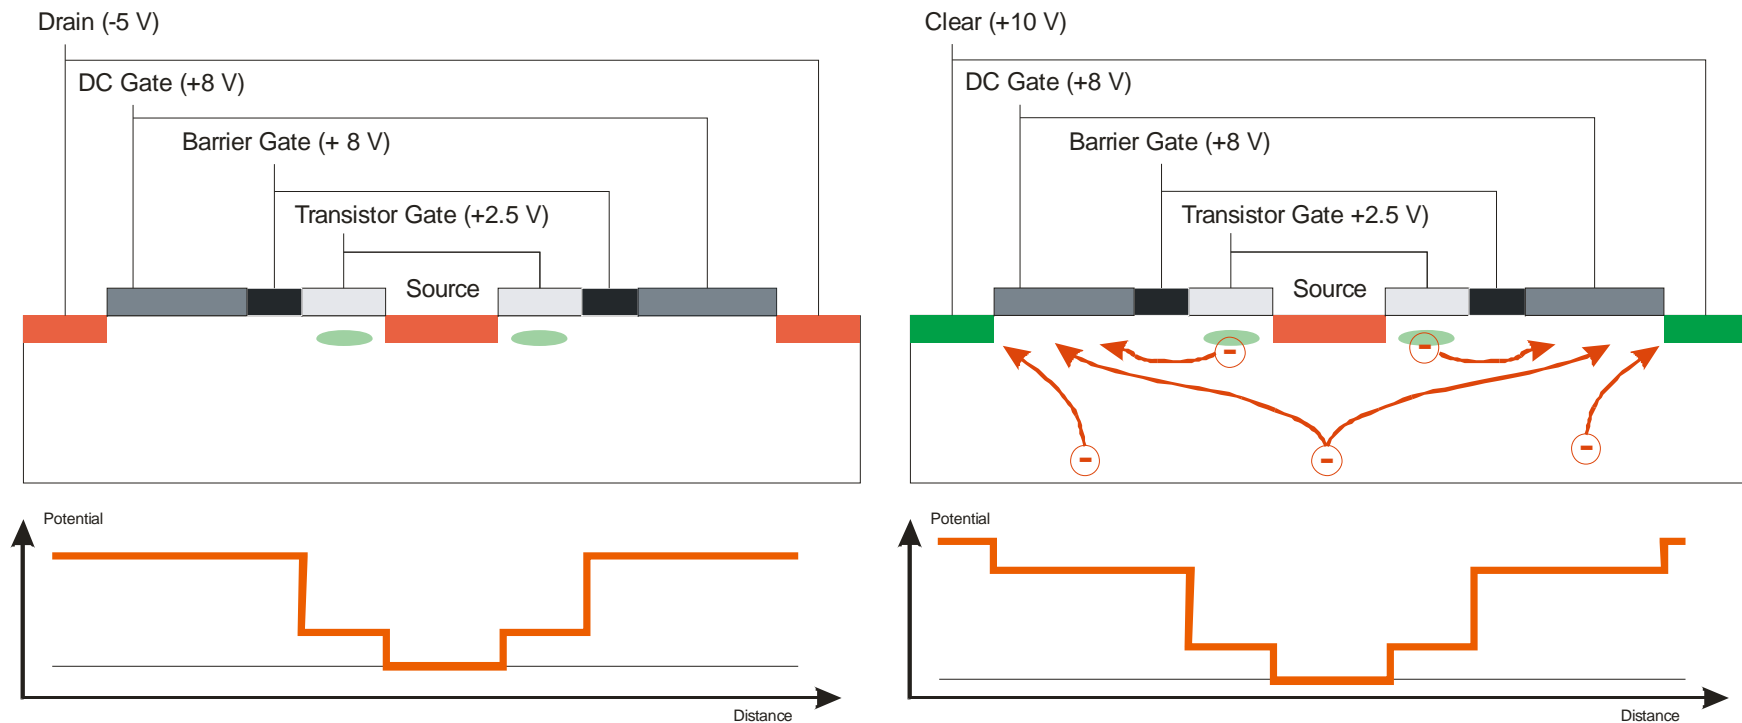 Drain (-5 V)
DC Gate (+8 V)
Barrier Gate (+ 8 V)
Transistor Gate (+2.5 V)
Source
Potential
Distance
Clear (+10 V)
DC Gate (+8 V)
Barrier Gate (+8 V)
Transistor Gate +2.5 V)
Source
-
-
-
-
-
Potential
Distance